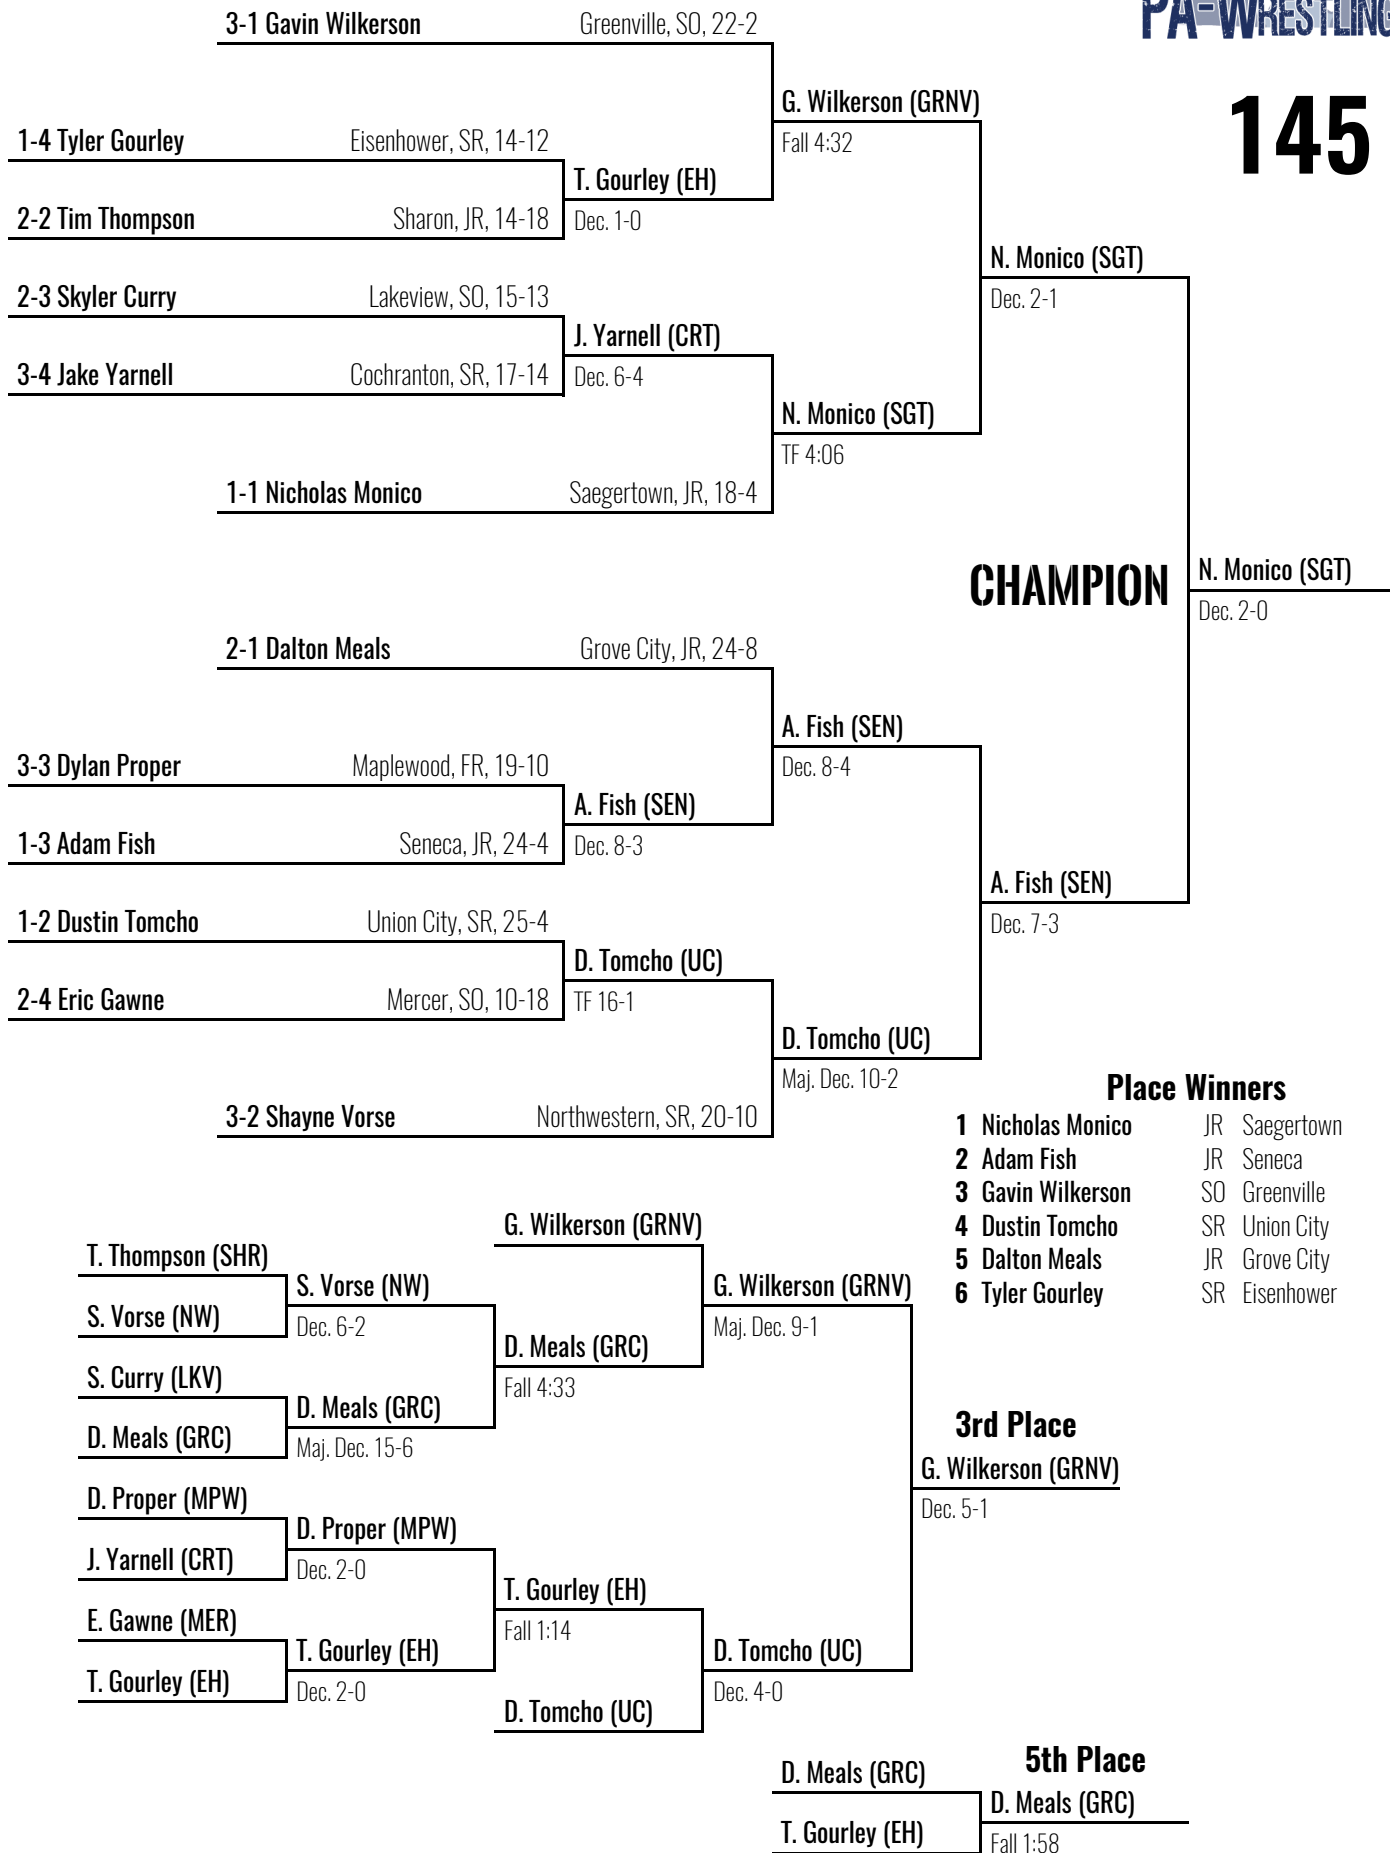 PA-WRESTLING
145
3-1 Gavin Wilkerson Greenville, SO, 22-2
G. Wilkerson (GRNV)
Fall 4:32
1-4 Tyler Gourley Eisenhower, SR, 14-12
T. Gourley (EH)
Dec. 1-0
2-2 Tim Thompson Sharon, JR, 14-18
N. Monico (SGT)
Dec. 2-1
2-3 Skyler Curry Lakeview, SO, 15-13
J. Yarnell (CRT)
Dec. 6-4
3-4 Jake Yarnell Cochranton, SR, 17-14
N. Monico (SGT)
TF 4:06
1-1 Nicholas Monico Saegertown, JR, 18-4
CHAMPION
N. Monico (SGT)
Dec. 2-0
2-1 Dalton Meals Grove City, JR, 24-8
A. Fish (SEN)
Dec. 8-4
3-3 Dylan Proper Maplewood, FR, 19-10
A. Fish (SEN)
Dec. 8-3
1-3 Adam Fish Seneca, JR, 24-4
A. Fish (SEN)
Dec. 7-3
1-2 Dustin Tomcho Union City, SR, 25-4
D. Tomcho (UC)
TF 16-1
2-4 Eric Gawne Mercer, SO, 10-18
D. Tomcho (UC)
Maj. Dec. 10-2
3-2 Shayne Vorse Northwestern, SR, 20-10
Place Winners
1 Nicholas Monico JR Saegertown
2 Adam Fish JR Seneca
3 Gavin Wilkerson SO Greenville
4 Dustin Tomcho SR Union City
5 Dalton Meals JR Grove City
6 Tyler Gourley SR Eisenhower
G. Wilkerson (GRNV)
T. Thompson (SHR)
S. Vorse (NW)
Dec. 6-2
S. Vorse (NW)
G. Wilkerson (GRNV)
Maj. Dec. 9-1
D. Meals (GRC)
Fall 4:33
S. Curry (LKV)
D. Meals (GRC)
Maj. Dec. 15-6
D. Meals (GRC)
3rd Place
G. Wilkerson (GRNV)
Dec. 5-1
D. Proper (MPW)
D. Proper (MPW)
Dec. 2-0
J. Yarnell (CRT)
T. Gourley (EH)
Fall 1:14
E. Gawne (MER)
T. Gourley (EH)
Dec. 2-0
T. Gourley (EH)
D. Tomcho (UC)
Dec. 4-0
D. Tomcho (UC)
5th Place
D. Meals (GRC)
D. Meals (GRC)
Fall 1:58
T. Gourley (EH)